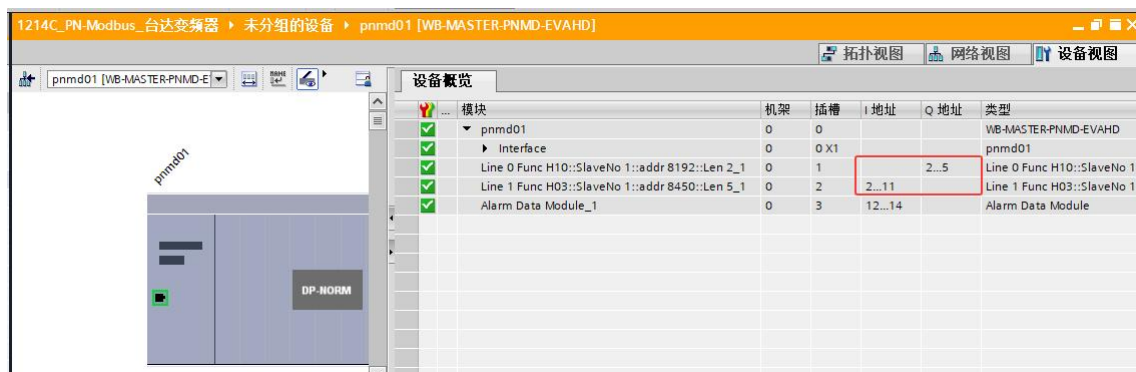 1214C_PN-Modbus_台达变频器 ▸ 未分组的设备 ▸ pnmd01 [WB-MASTER-PNMD-EVAHD]
拓扑视图 网络视图 设备视图
pnmd01 [WB-MASTER-PNMD-E
设备概览
... 模块 机架 插槽 I 地址 Q 地址 类型
pnmd01 0 0 WB-MASTER-PNMD-EVAHD
Interface 0 0 X1 pnmd01
Line 0 Func H10::SlaveNo 1::addr 8192::Len 2_1 0 1 2...5 Line 0 Func H10::SlaveNo 1
Line 1 Func H03::SlaveNo 1::addr 8450::Len 5_1 0 2 2...11 Line 1 Func H03::SlaveNo 1
Alarm Data Module_1 0 3 12...14 Alarm Data Module
pnmd01
DP-NORM